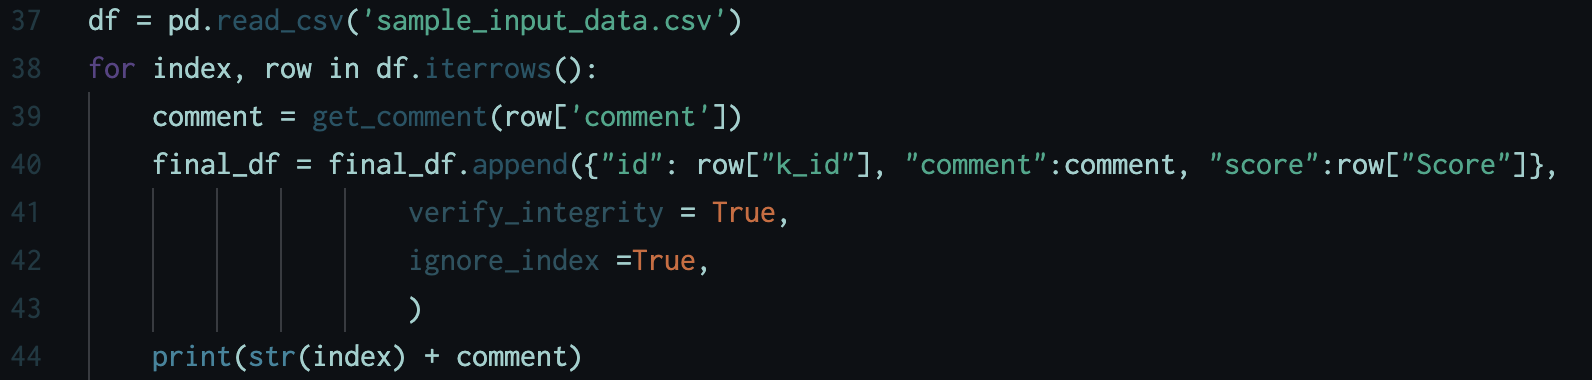 37 df = pd.read_csv('sample_input_data.csv')
38 for index, row in df.iterrows():
39 comment = get_comment(row['comment'])
40 final_df = final_df.append({"id": row["k_id"], "comment":comment, "score":row["Score"]},
41 verify_integrity = True,
42 ignore_index =True,
43 )
44 print(str(index) + comment)